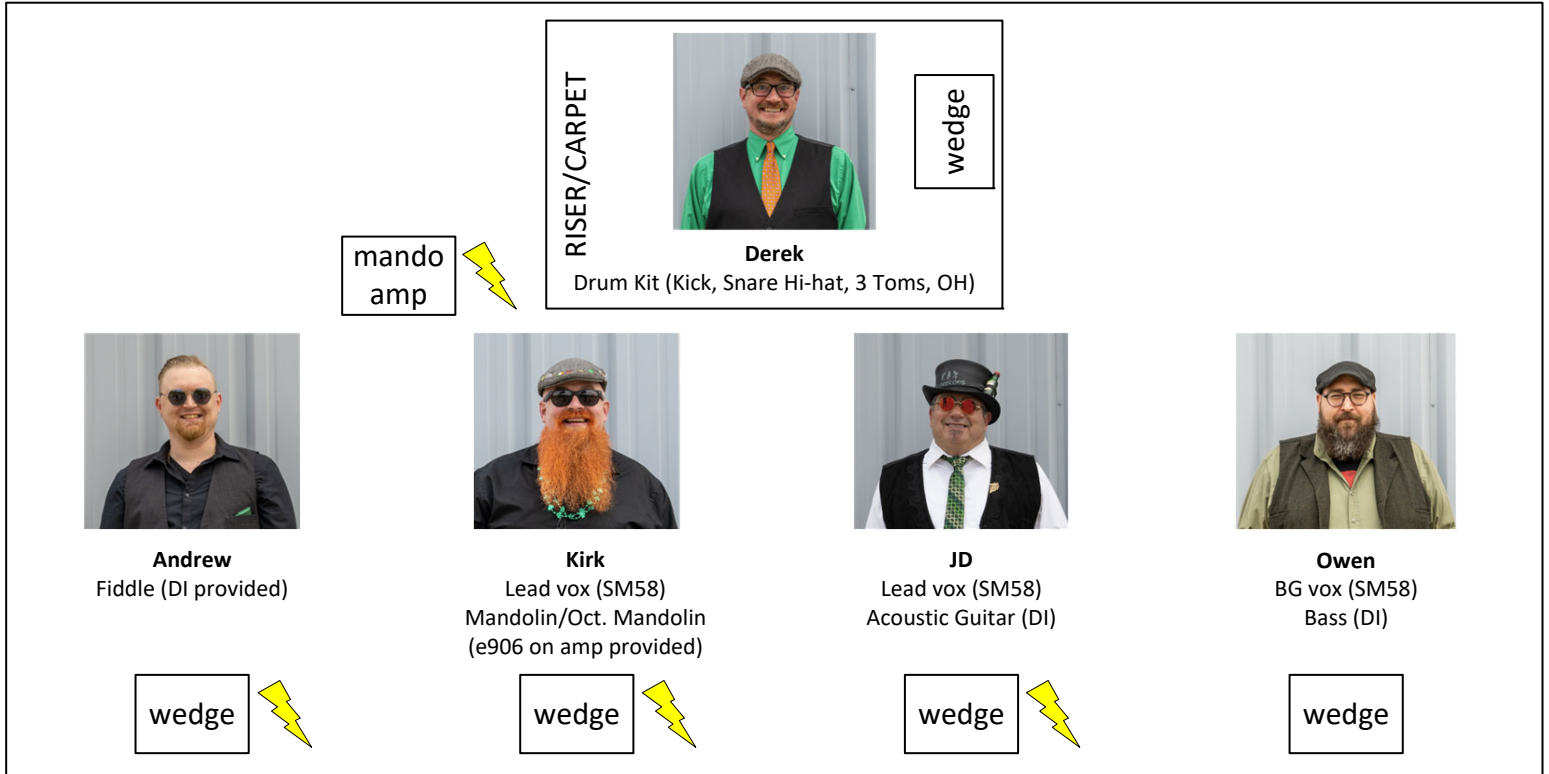 RISER/CARPET
wedge
Derek
Drum Kit (Kick, Snare Hi-hat, 3 Toms, OH)
mando
amp
Andrew
Fiddle (DI provided)
Kirk
Lead vox (SM58)
Mandolin/Oct. Mandolin
(e906 on amp provided)
JD
Lead vox (SM58)
Acoustic Guitar (DI)
Owen
BG vox (SM58)
Bass (DI)
wedge
wedge
wedge
wedge